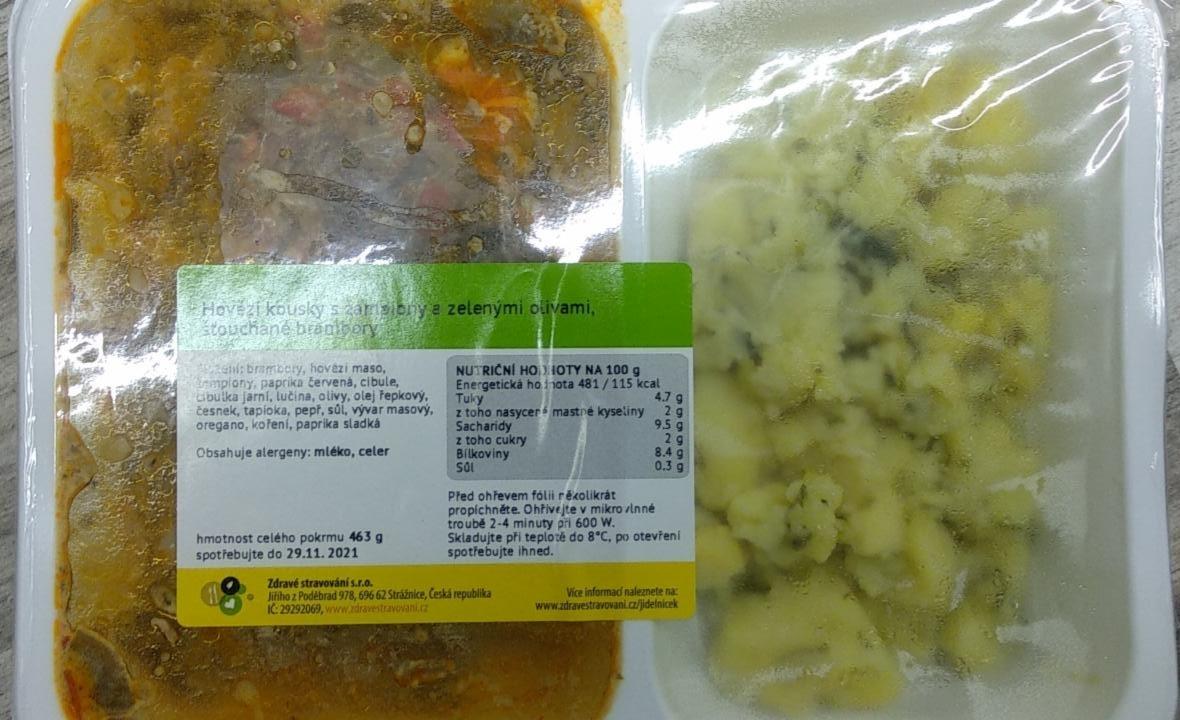 Hovězí kousky s žampiony a zelenými olivami,
šťouchané brambory
Složení: brambory, hovězí maso,
žampiony, paprika červená, cibule,
cibulka jarní, lučina, olivy, olej řepkový,
česnek, tapioka, pepř, sůl, vývar masový,
oregano, koření, paprika sladká
Obsahuje alergeny: mléko, celer
hmotnost celého pokrmu 463 g
spotřebujte do 29.11. 2021
NUTRIČNÍ HODNOTY NA 100 g
Energetická hodnota 481 / 115 kcal
Tuky 4.7 g
z toho nasycené mastné kyseliny 2 g
Sacharidy 9.5 g
z toho cukry 2 g
Bílkoviny 8.4 g
Sůl 0.3 g
Před ohřevem fólii několikrát
propíchněte. Ohřívejte v mikrovlnné
troubě 2-4 minuty při 600 W.
Skladujte při teplotě do 8°C, po otevření
spotřebujte ihned.
Zdravé stravování s.r.o.
Jiřího z Poděbrad 978, 696 62 Strážnice, Česká republika
IČ: 29292069, www.zdravestravovani.cz
Více informací naleznete na:
www.zdravestravovani.cz/jidelnicek